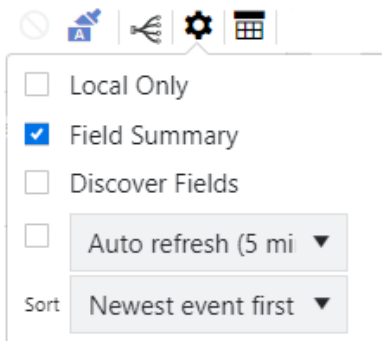 A
Local Only
Field Summary
Discover Fields
Auto refresh (5 mi
Sort Newest event first